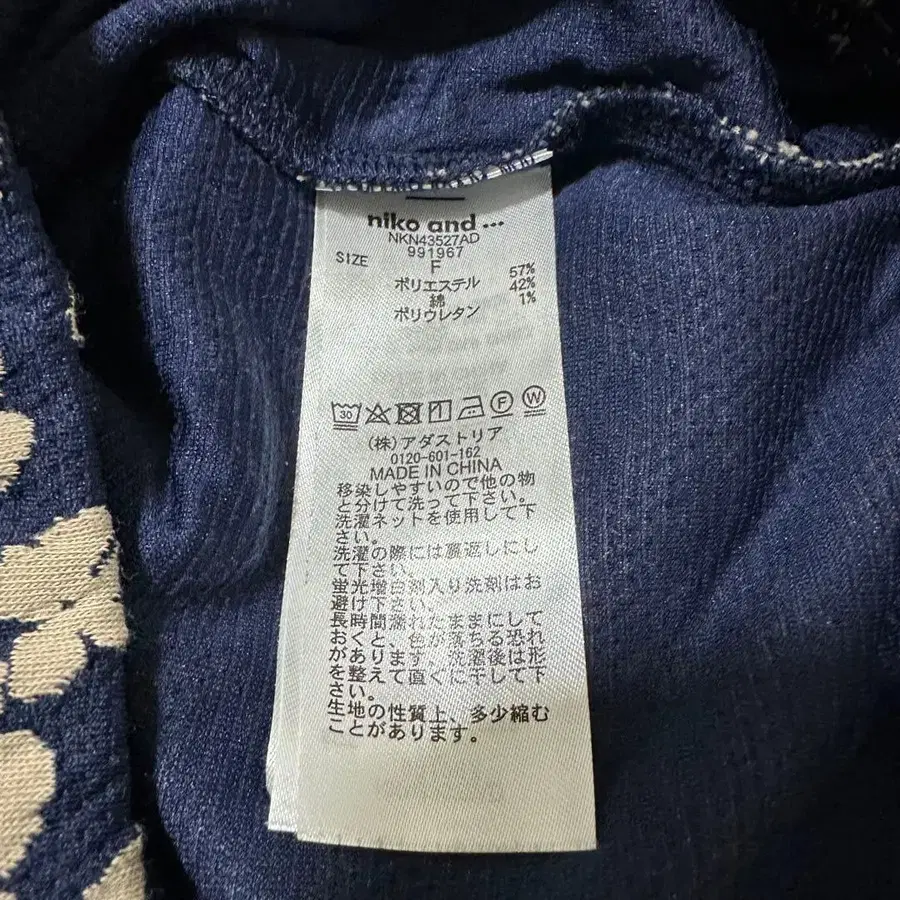 niko and ...
NKN43527AD
991967
SIZE F
ポリエステル 57%
綿 42%
ポリウレタン 1%
30 F W
(株)アダストリア
0120-601-162
MADE IN CHINA
移染しやすいので他の物
と分けて洗って下さい。
洗濯ネットを使用して下
さい。
洗濯の際には裏返しにし
て下さい。
蛍光増白剤入り洗剤はお
避け下さい。
長時間濡れたままにして
おくと、色が落ちる恐れ
があります。洗濯後は形
を整えて直ぐに干して下
さい。
生地の性質上、多少縮む
ことがあります。